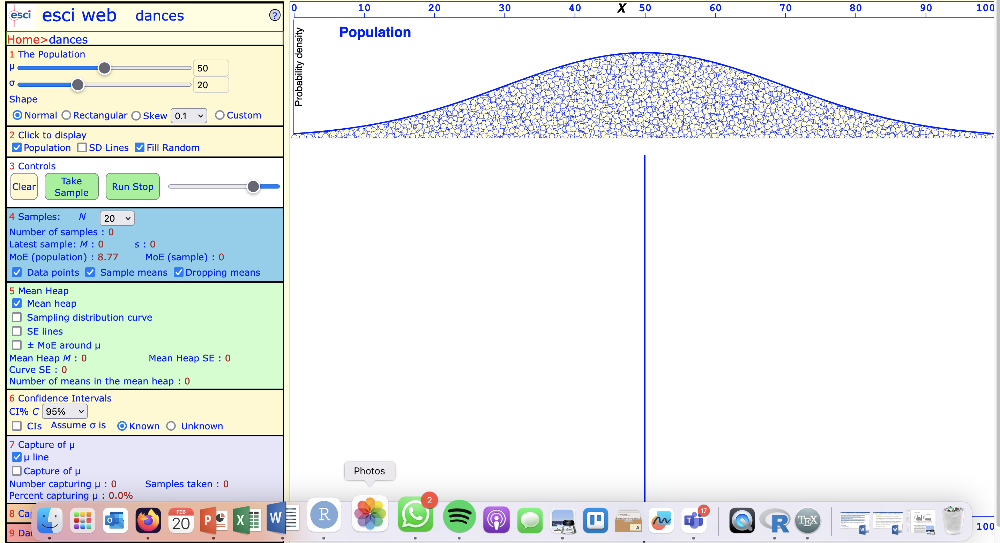 esci esci web dances ?
Home>dances
1 The Population
μ 50
σ 20
Shape
Normal Rectangular Skew 0.1 Custom
2 Click to display
Population SD Lines Fill Random
3 Controls
Clear Take Sample Run Stop
4 Samples: N 20
Number of samples : 0
Latest sample: M : 0 s : 0
MoE (population) : 8.77 MoE (sample) : 0
Data points Sample means Dropping means
5 Mean Heap
Mean heap
Sampling distribution curve
SE lines
± MoE around μ
Mean Heap M : 0 Mean Heap SE : 0
Curve SE : 0
Number of means in the mean heap : 0
6 Confidence Intervals
CI% C 95%
CIs Assume σ is Known Unknown
7 Capture of μ
μ line
Capture of μ
Number capturing μ : 0 Samples taken : 0
Percent capturing μ : 0.0%
8 Cap
9 Da
0 10 20 30 40 X 50 60 70 80 90 100
Population
Probability density
100
Photos
FEB
20
O
P
X
W
R
2
A
T
17
R
TEX
W
W